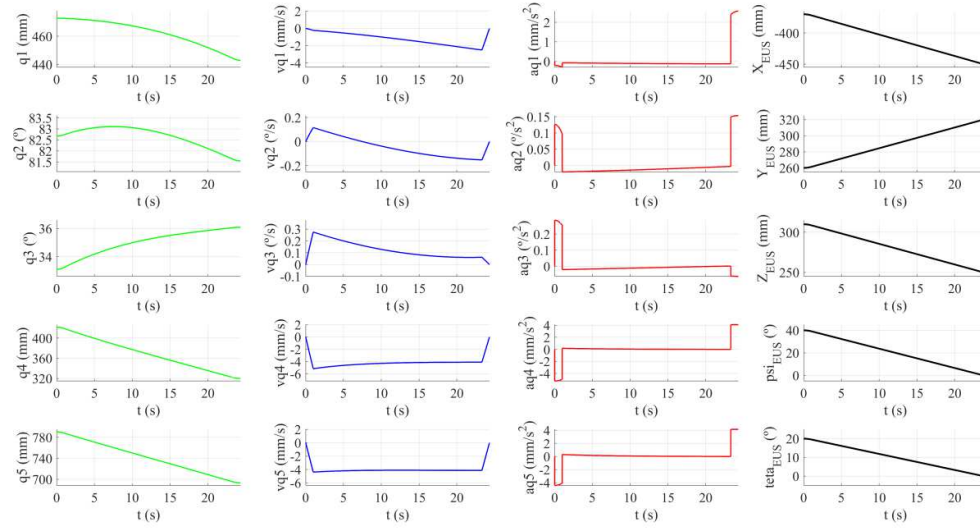 q1 (mm)
460
440
0 5 10 15 20
t (s)
vq1 (mm/s)
2
0
-2
-4
0 5 10 15 20
t (s)
aq1 (mm/s²)
2
1
0
0 5 10 15 20
t (s)
X_EUS (mm)
-400
-450
0 5 10 15 20
t (s)
q2 (º)
83.5
83
82.5
82
81.5
0 5 10 15 20
t (s)
vq2 (º/s)
0.2
0
-0.2
0 5 10 15 20
t (s)
aq2 (º/s²)
0.15
0.1
0.05
0
0 5 10 15 20
t (s)
Y_EUS (mm)
320
300
280
260
0 5 10 15 20
t (s)
q3 (º)
36
34
0 5 10 15 20
t (s)
vq3 (º/s)
0.3
0.2
0.1
0
-0.1
0 5 10 15 20
t (s)
aq3 (º/s²)
0.2
0.1
0
0 5 10 15 20
t (s)
Z_EUS (mm)
300
250
0 5 10 15 20
t (s)
q4 (mm)
400
360
320
0 5 10 15 20
t (s)
vq4 (mm/s)
2
0
-2
-4
-6
0 5 10 15 20
t (s)
aq4 (mm/s²)
4
2
0
-2
-4
0 5 10 15 20
t (s)
psi_EUS (º)
40
20
0
0 5 10 15 20
t (s)
q5 (mm)
780
740
700
0 5 10 15 20
t (s)
vq5 (mm/s)
2
0
-2
-4
-6
0 5 10 15 20
t (s)
aq5 (mm/s²)
4
2
0
-2
-4
0 5 10 15 20
t (s)
teta_EUS (º)
20
10
0
0 5 10 15 20
t (s)